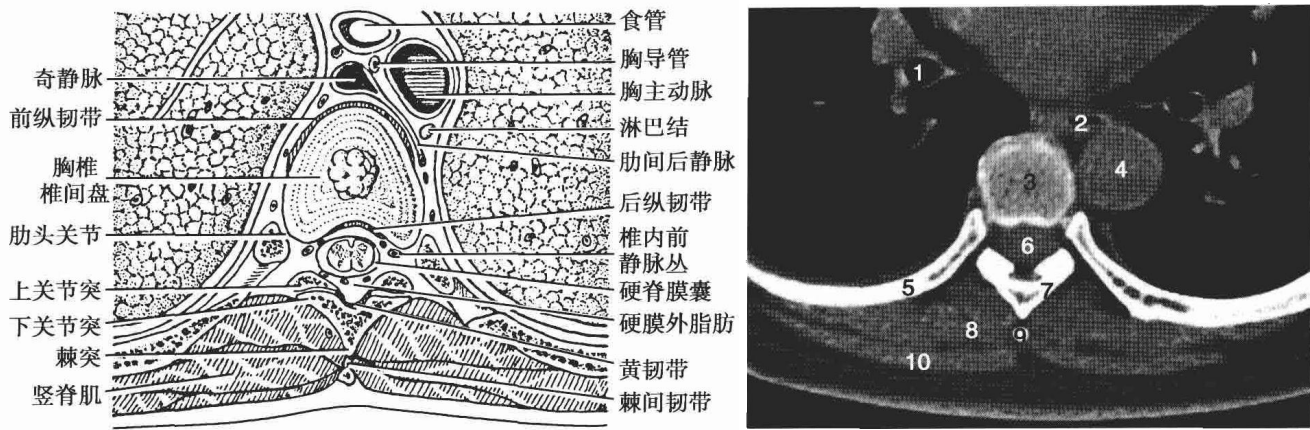 奇静脉
前纵韧带
胸椎
椎间盘
肋头关节
上关节突
下关节突
棘突
竖脊肌
食管
胸导管
胸主动脉
淋巴结
肋间后静脉
后纵韧带
椎内前
静脉丛
硬脊膜囊
硬膜外脂肪
黄韧带
棘间韧带
1
2
3
4
5
6
7
8
9
10